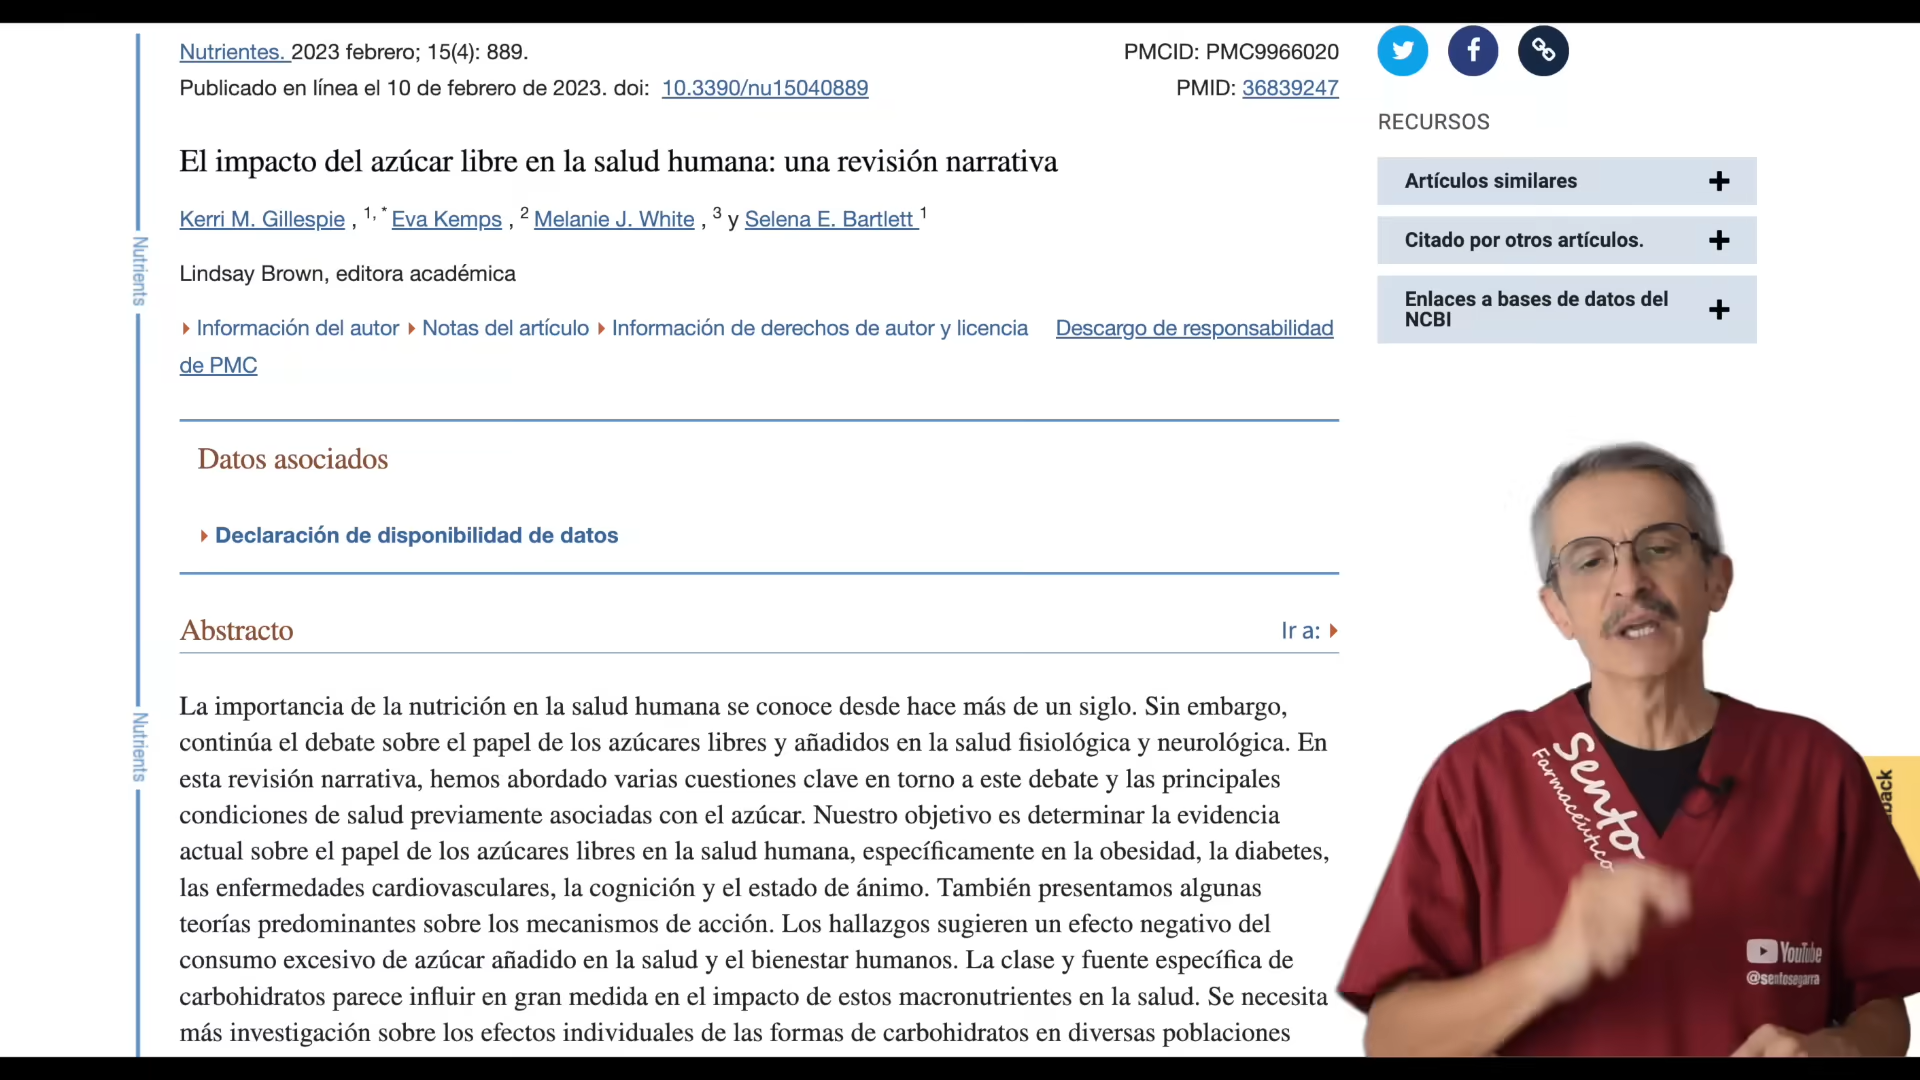 Nutrientes. 2023 febrero; 15(4): 889.
PMCID: PMC9966020
Publicado en línea el 10 de febrero de 2023. doi: 10.3390/nu15040889
PMID: 36839247
El impacto del azúcar libre en la salud humana: una revisión narrativa
Kerri M. Gillespie , 1, * Eva Kemps , 2 Melanie J. White , 3 y Selena E. Bartlett 1
Lindsay Brown, editora académica
Información del autor Notas del artículo Información de derechos de autor y licencia Descargo de responsabilidad
de PMC
Datos asociados
Declaración de disponibilidad de datos
Abstracto
Ir a:
La importancia de la nutrición en la salud humana se conoce desde hace más de un siglo. Sin embargo,
continúa el debate sobre el papel de los azúcares libres y añadidos en la salud fisiológica y neurológica. En
esta revisión narrativa, hemos abordado varias cuestiones clave en torno a este debate y las principales
condiciones de salud previamente asociadas con el azúcar. Nuestro objetivo es determinar la evidencia
actual sobre el papel de los azúcares libres en la salud humana, específicamente en la obesidad, la diabetes,
las enfermedades cardiovasculares, la cognición y el estado de ánimo. También presentamos algunas
teorías predominantes sobre los mecanismos de acción. Los hallazgos sugieren un efecto negativo del
consumo excesivo de azúcar añadido en la salud y el bienestar humanos. La clase y fuente específica de
carbohidratos parece influir en gran medida en el impacto de estos macronutrientes en la salud. Se necesita
más investigación sobre los efectos individuales de las formas de carbohidratos en diversas poblaciones
Nutrients
Nutrients
RECURSOS
Artículos similares
Citado por otros artículos.
Enlaces a bases de datos del
NCBI
Sento
Farmacéutico
YouTube
@sentosegarra